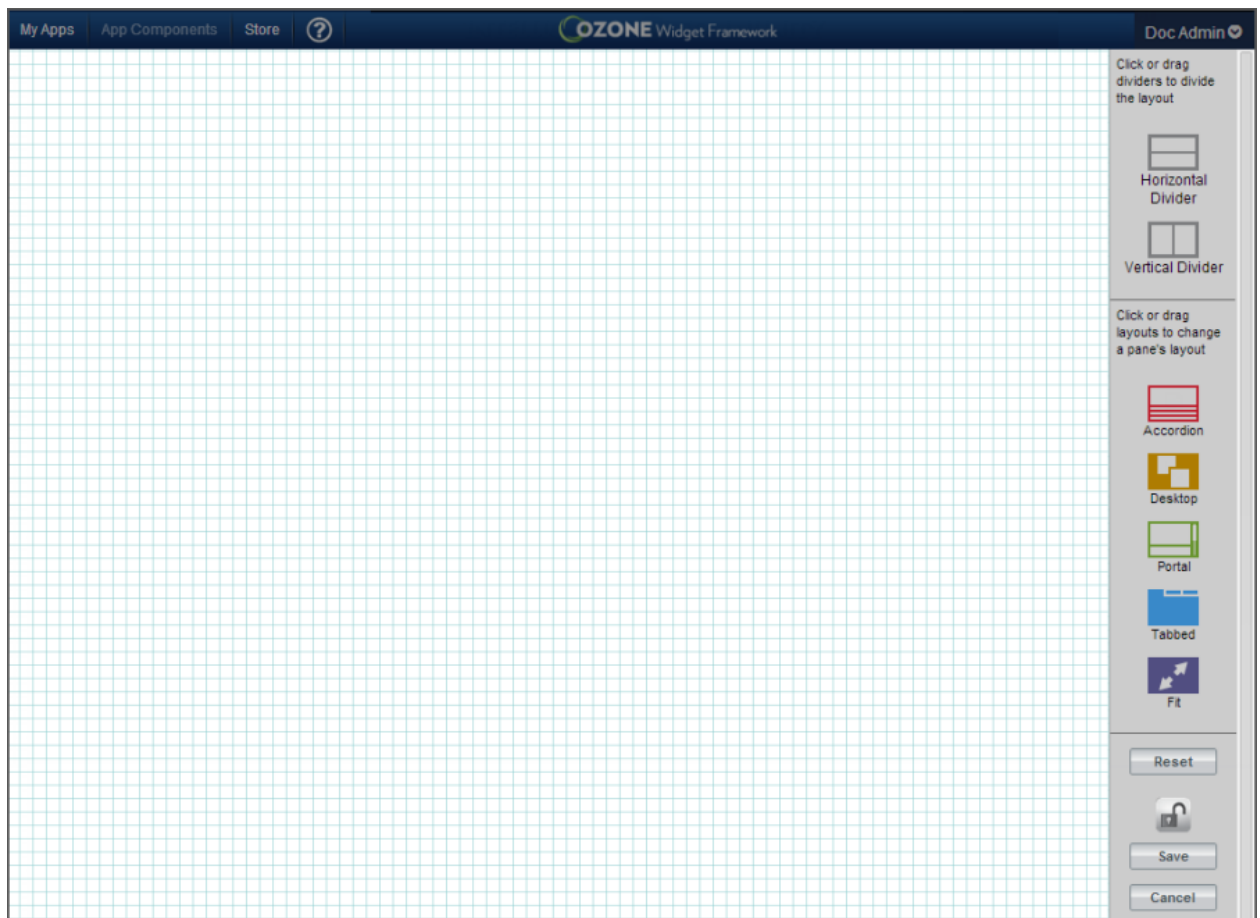 My Apps App Components Store ? OZONE Widget Framework Doc Admin
Click or drag
dividers to divide
the layout
Horizontal
Divider
Vertical Divider
Click or drag
layouts to change
a pane's layout
Accordion
Desktop
Portal
Tabbed
Fit
Reset
Save
Cancel